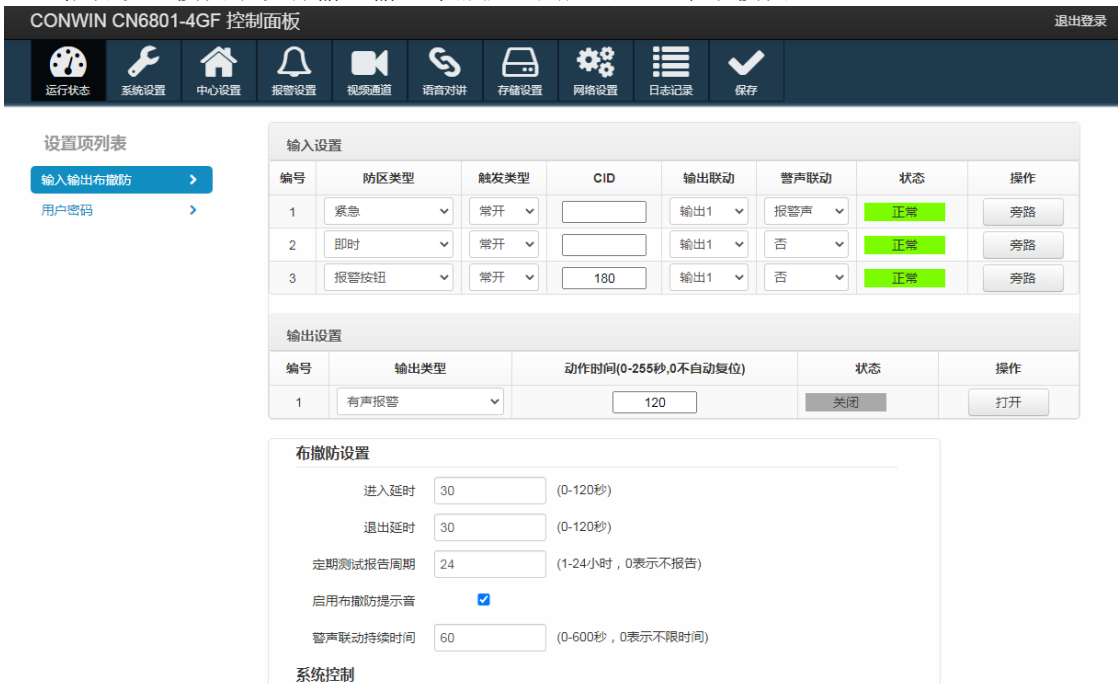 CONWIN CN6801-4GF 控制面板 退出登录
运行状态 系统设置 中心设置 报警设置 视频通道 语音对讲 存储设置 网络设置 日志记录 保存
设置项列表
输入输出布撤防
用户密码
输入设置
编号 防区类型 触发类型 CID 输出联动 警声联动 状态 操作
1 紧急 常开 输出1 报警声 正常 旁路
2 即时 常开 输出1 否 正常 旁路
3 报警按钮 常开 180 输出1 否 正常 旁路
输出设置
编号 输出类型 动作时间(0-255秒,0不自动复位) 状态 操作
1 有声报警 120 关闭 打开
布撤防设置
进入延时 30 (0-120秒)
退出延时 30 (0-120秒)
定期测试报告周期 24 (1-24小时，0表示不报告)
启用布撤防提示音
警声联动持续时间 60 (0-600秒，0表示不限时间)
系统控制